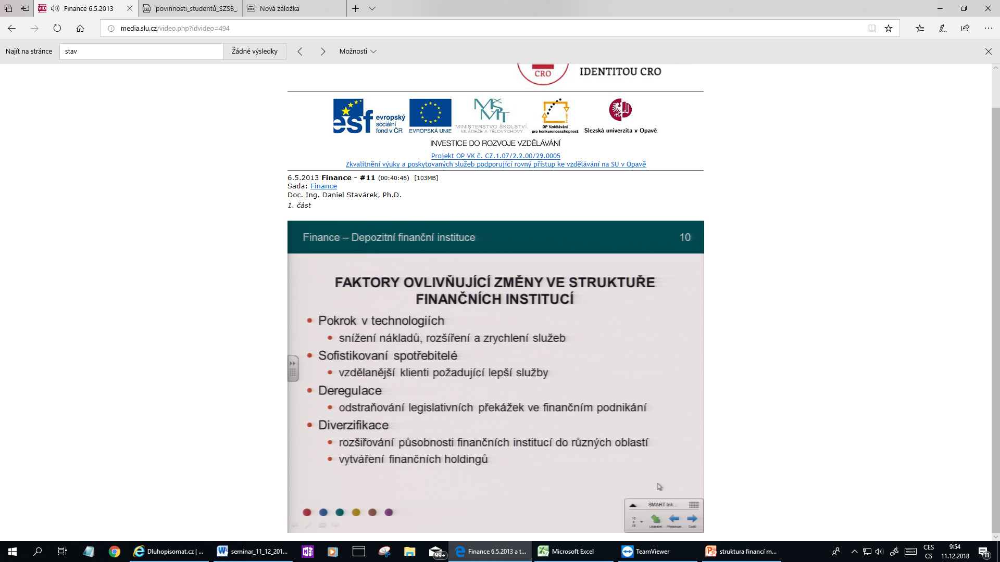 Finance 6.5.2013
povinnosti_studentů_SZSB_
Nová záložka
media.slu.cz/video.php?idvideo=494
Najít na stránce
stav
Žádné výsledky
Možnosti
CRO
IDENTITOU CRO
esf evropský sociální fond v ČR
EVROPSKÁ UNIE
MINISTERSTVO ŠKOLSTVÍ,
MLÁDEŽE A TĚLOVÝCHOVY
OP Vzdělávání
pro konkurenceschopnost
Slezská univerzita v Opavě
INVESTICE DO ROZVOJE VZDĚLÁVÁNÍ
Projekt OP VK č. CZ.1.07/2.2.00/29.0005
Zkvalitnění výuky a poskytovaných služeb podporující rovný přístup ke vzdělávání na SU v Opavě
6.5.2013 Finance - #11 (00:40:46) [103MB]
Sada: Finance
Doc. Ing. Daniel Stavárek, Ph.D.
1. část
Finance – Depozitní finanční instituce 10
FAKTORY OVLIVŇUJÍCÍ ZMĚNY VE STRUKTUŘE
FINANČNÍCH INSTITUCÍ
• Pokrok v technologiích
• snížení nákladů, rozšíření a zrychlení služeb
• Sofistikovaní spotřebitelé
• vzdělanější klienti požadující lepší služby
• Deregulace
• odstraňování legislativních překážek ve finančním podnikání
• Diverzifikace
• rozšiřování působnosti finančních institucí do různých oblastí
• vytváření finančních holdingů
SMART Ink...
Ukazatel Předchozí Další
Dluhopisomat.cz | ...
seminar_11_12_201...
99+
Finance 6.5.2013 a t...
Microsoft Excel
TeamViewer
struktura financí m...
CES
CS
9:54
11.12.2018
11